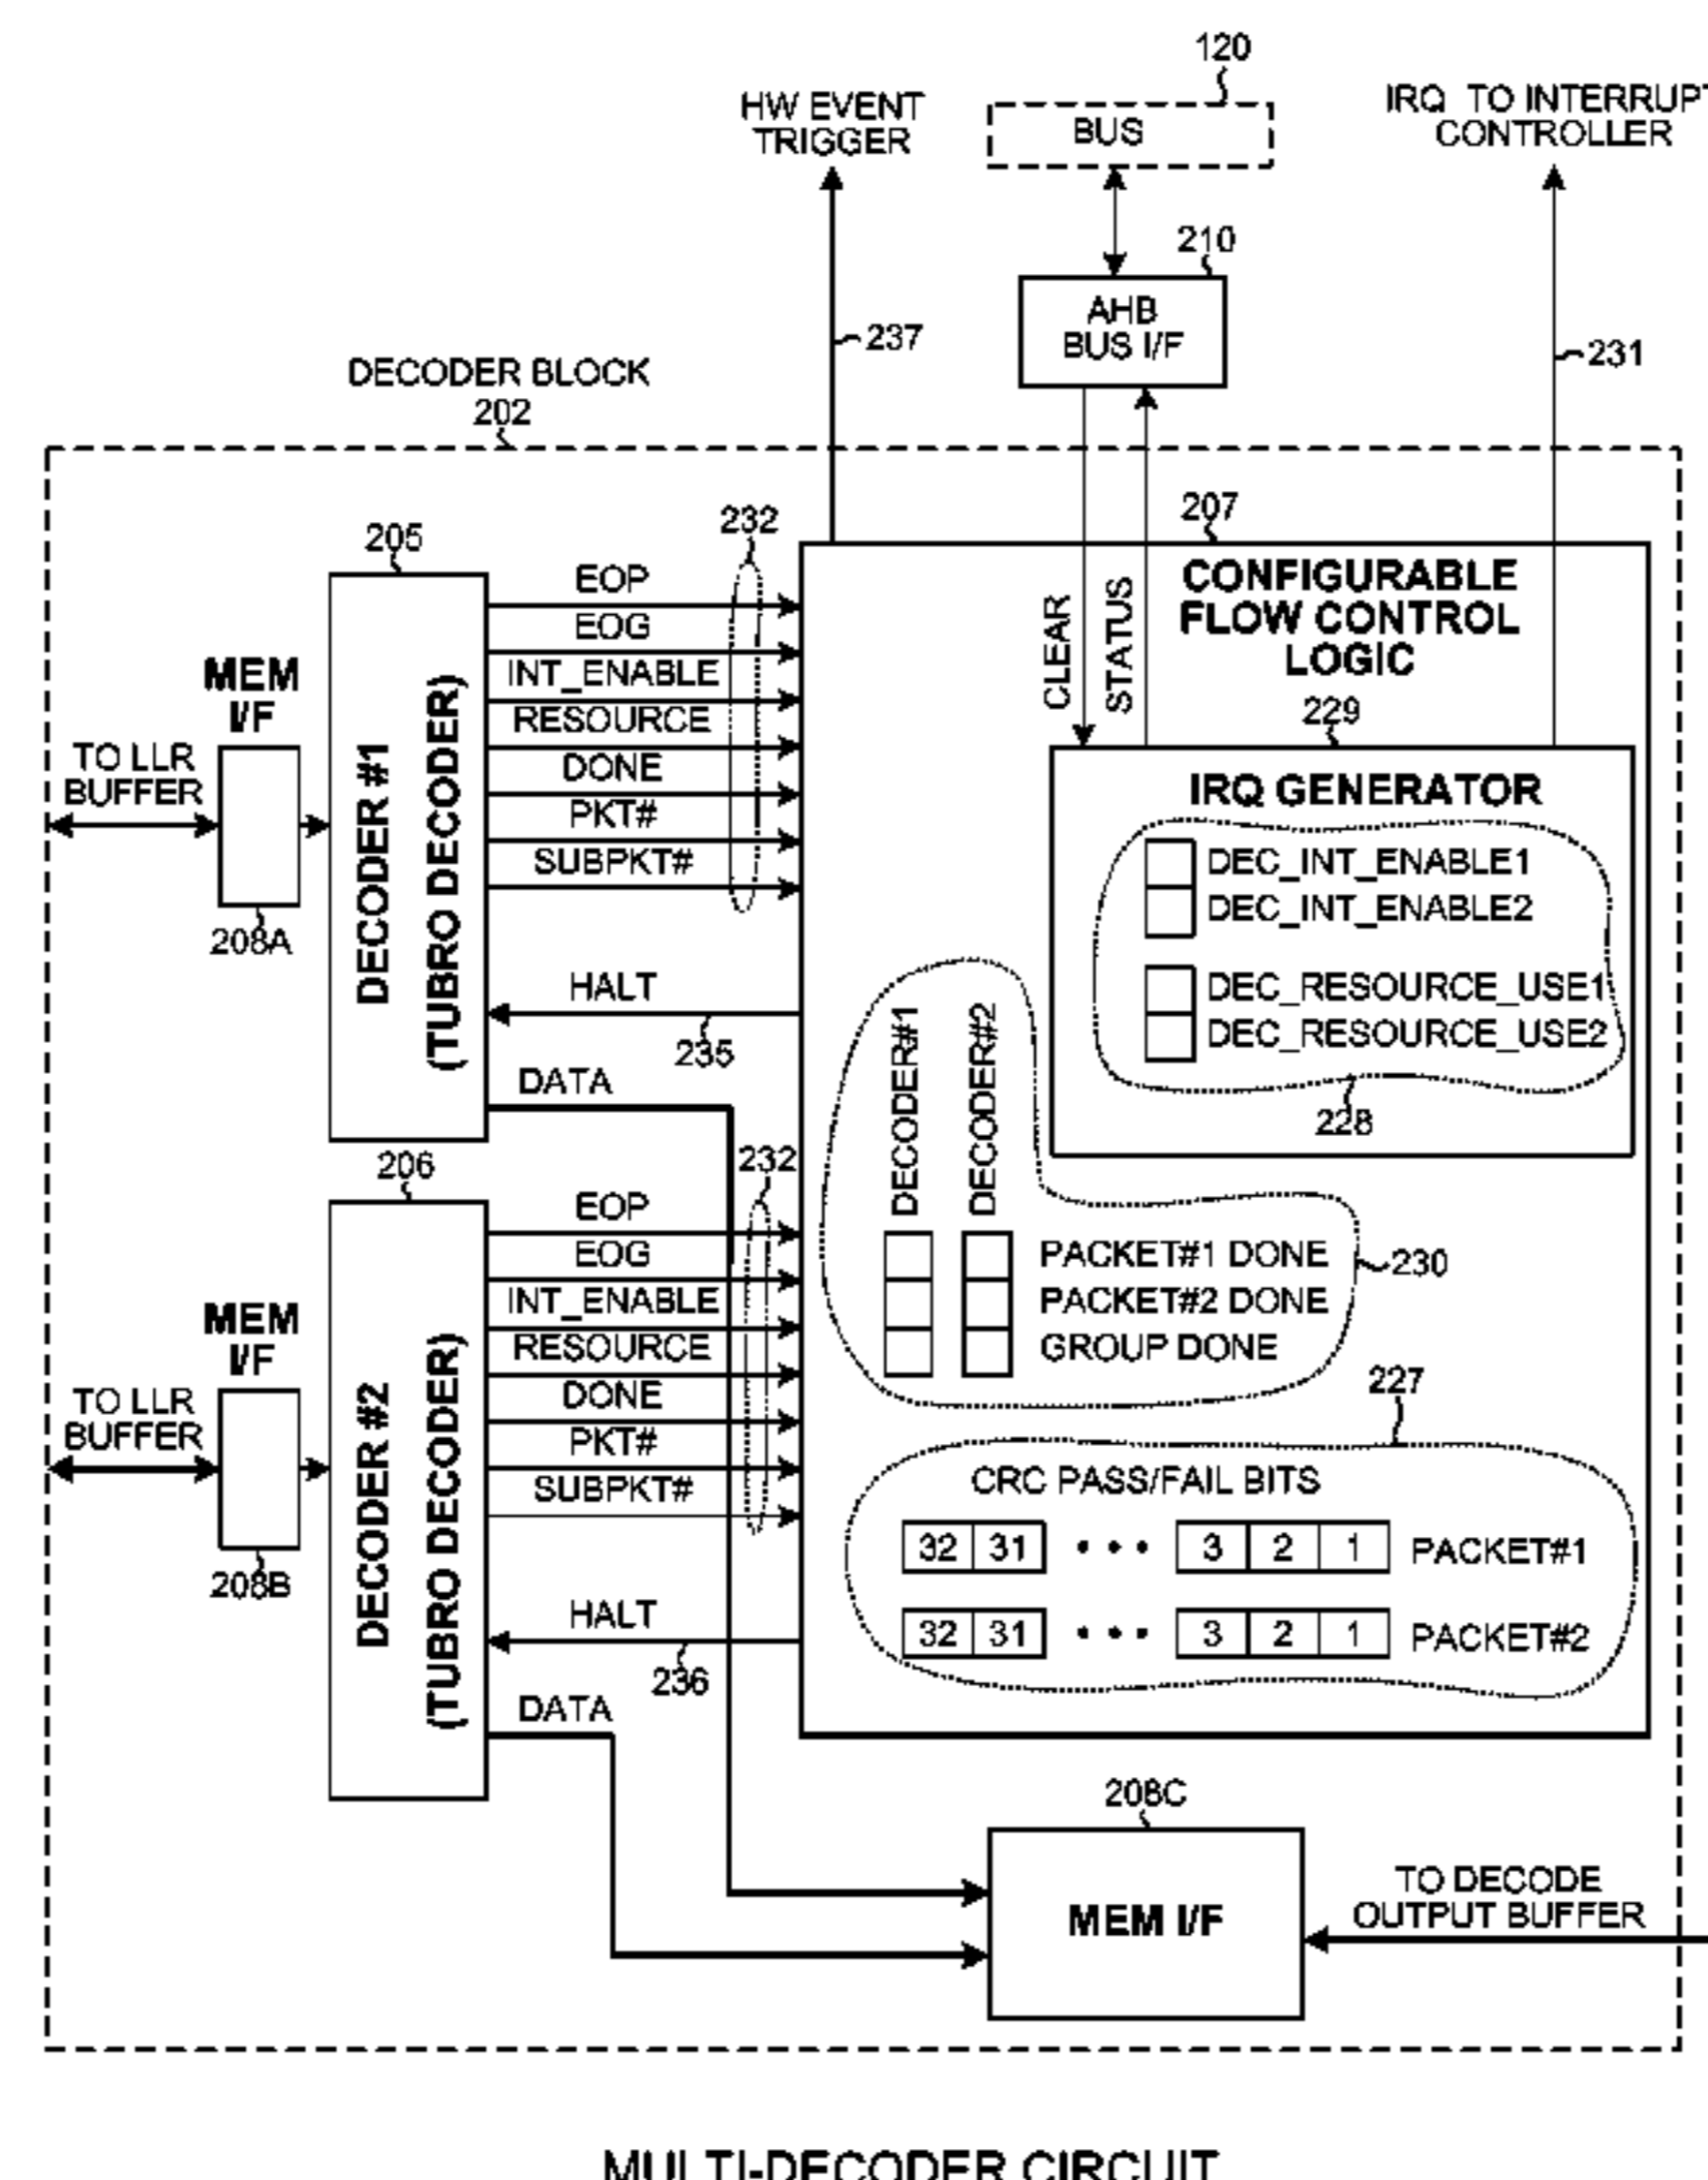 120
HW EVENT
TRIGGER
BUS
IRQ TO INTERRUPT
CONTROLLER
210
AHB
BUS I/F
237
231
DECODER BLOCK
202
205
232
207
EOP
EOG
INT_ENABLE
RESOURCE
DONE
PKT#
SUBPKT#
CLEAR
STATUS
CONFIGURABLE
FLOW CONTROL
LOGIC
229
MEM
I/F
TO LLR
BUFFER
208A
DECODER #1
(TUBRO DECODER)
IRQ GENERATOR
DEC_INT_ENABLE1
DEC_INT_ENABLE2
DEC_RESOURCE_USE1
DEC_RESOURCE_USE2
228
HALT
235
DATA
DECODER#1
DECODER#2
206
232
EOP
EOG
INT_ENABLE
RESOURCE
DONE
PKT#
SUBPKT#
PACKET#1 DONE
PACKET#2 DONE
GROUP DONE
230
MEM
I/F
TO LLR
BUFFER
208B
DECODER #2
(TUBRO DECODER)
227
CRC PASS/FAIL BITS
32 31 • • • 3 2 1 PACKET#1
32 31 • • • 3 2 1 PACKET#2
HALT
236
DATA
208C
MEM I/F
TO DECODE
OUTPUT BUFFER
MULTI-DECODER CIRCUIT